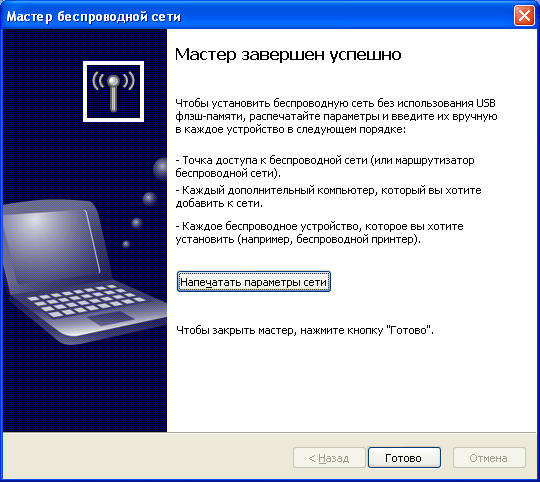 Мастер беспроводной сети
Мастер завершен успешно
Чтобы установить беспроводную сеть без использования USB
флэш-памяти, распечатайте параметры и введите их вручную
в каждое устройство в следующем порядке:
- Точка доступа к беспроводной сети (или маршрутизатор
беспроводной сети).
- Каждый дополнительный компьютер, который вы хотите
добавить к сети.
- Каждое беспроводное устройство, которое вы хотите
установить (например, беспроводной принтер).
Напечатать параметры сети
Чтобы закрыть мастер, нажмите кнопку "Готово".
< Назад
Готово
Отмена